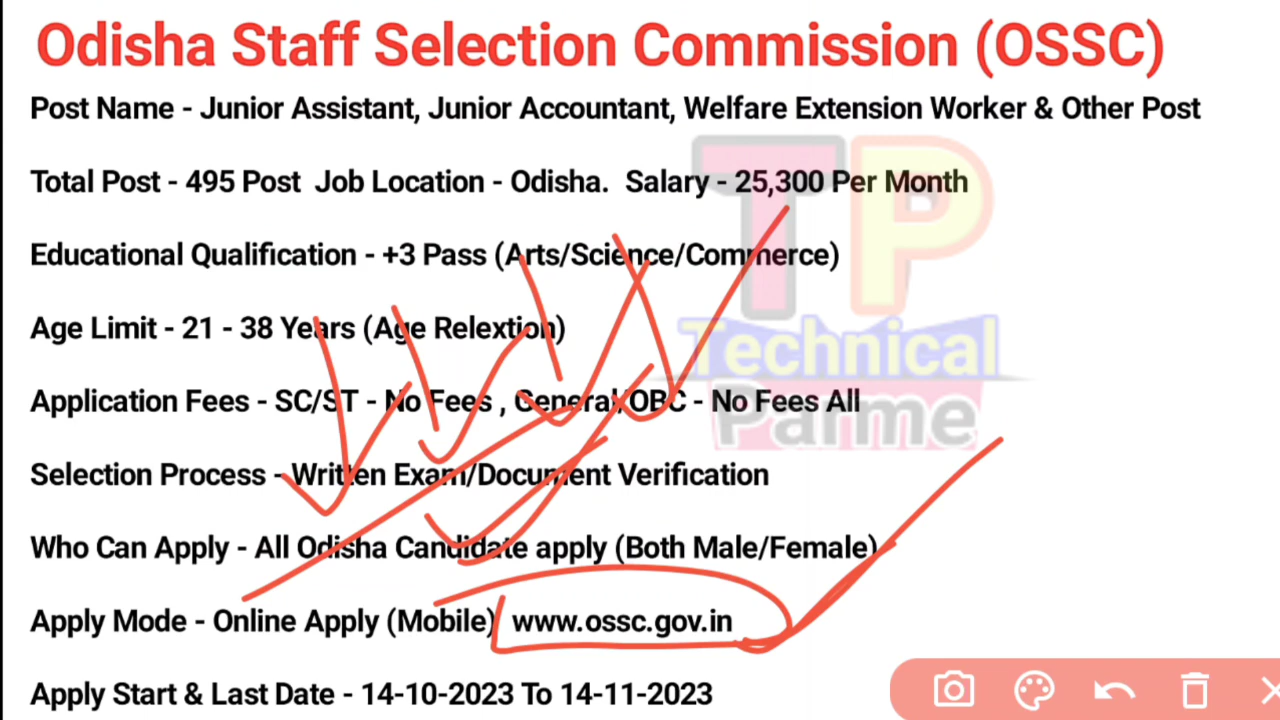 Odisha Staff Selection Commission (OSSC)
Post Name - Junior Assistant, Junior Accountant, Welfare Extension Worker & Other Post
Total Post - 495 Post Job Location - Odisha. Salary - 25,300 Per Month
Educational Qualification - +3 Pass (Arts/Science/Commerce)
Age Limit - 21 - 38 Years (Age Relextion)
Application Fees - SC/ST - No Fees , General/OBC - No Fees All
Selection Process - Written Exam/Document Verification
Who Can Apply - All Odisha Candidate apply (Both Male/Female)
Apply Mode - Online Apply (Mobile) www.ossc.gov.in
Apply Start & Last Date - 14-10-2023 To 14-11-2023
TP
Technical
Parme